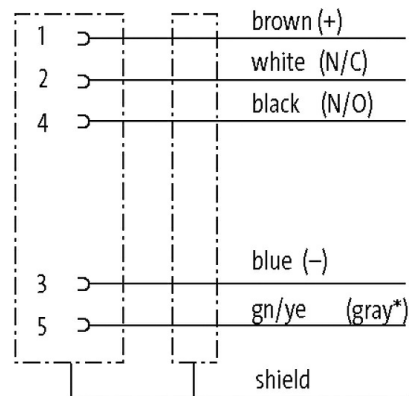 1 brown (+)
2 white (N/C)
4 black (N/O)
3 blue (–)
5 gn/ye (gray*)
shield